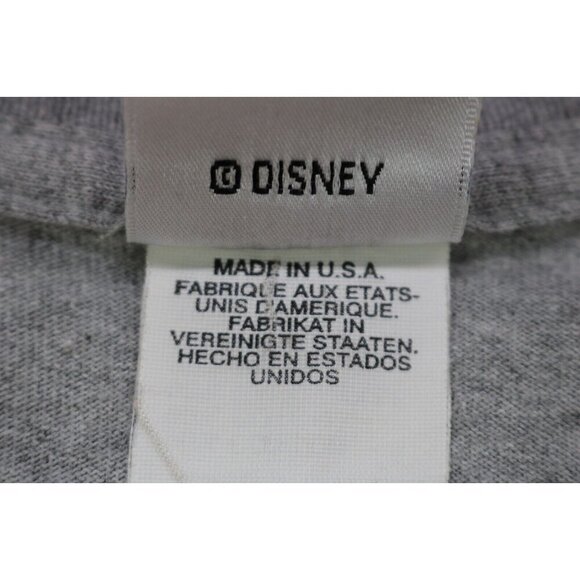 © DISNEY
MADE IN U.S.A.
FABRIQUE AUX ETATS-
UNIS D'AMERIQUE.
FABRIKAT IN
VEREINIGTE STAATEN.
HECHO EN ESTADOS
UNIDOS